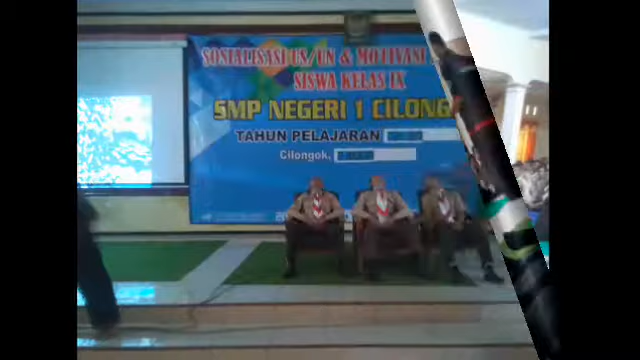 SOSIALISASI US/UN & MOTIVASI
SISWA KELAS IX
SMP NEGERI 1 CILONG
TAHUN PELAJARAN
Cilongok,